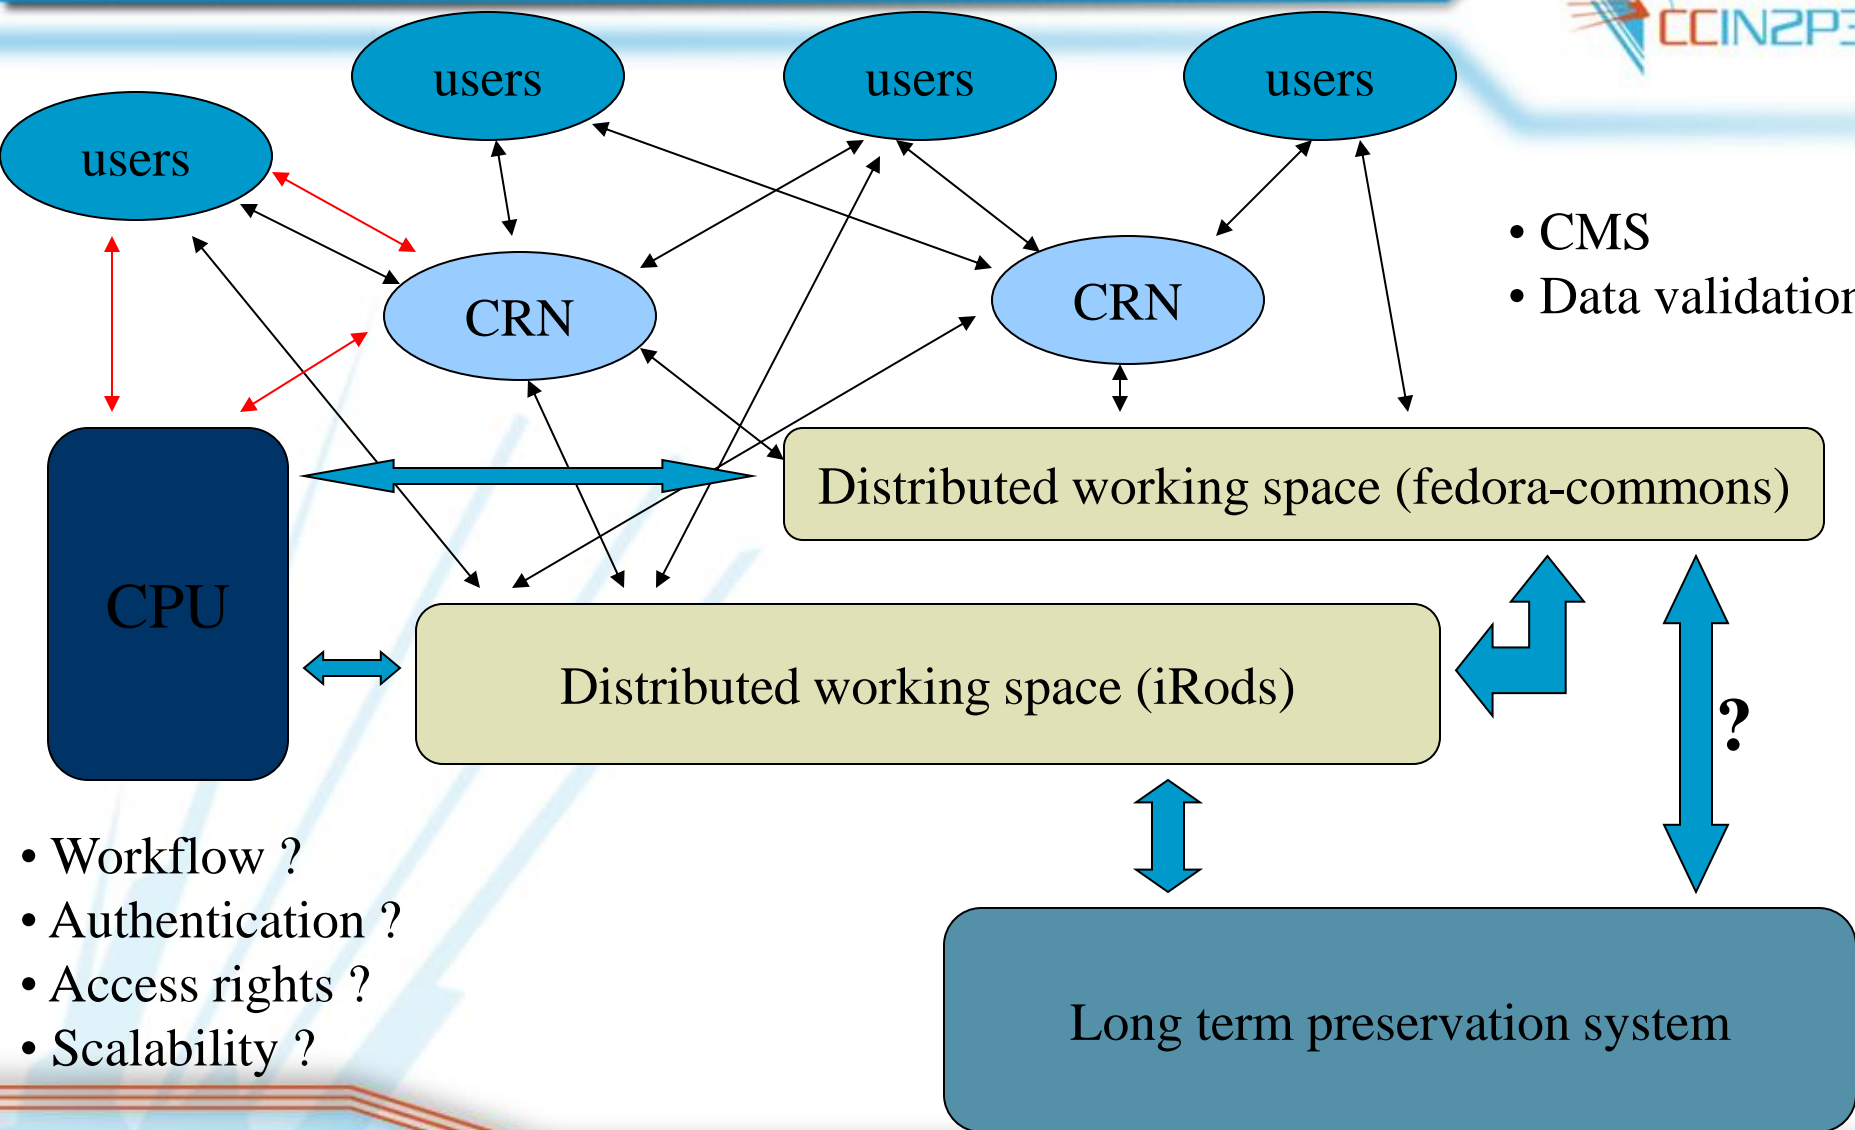 CCIN2P3
users
users
users
users
• CMS
• Data validation
CRN
CRN
Distributed working space (fedora-commons)
CPU
Distributed working space (iRods)
?
• Workflow ?
• Authentication ?
• Access rights ?
• Scalability ?
Long term preservation system